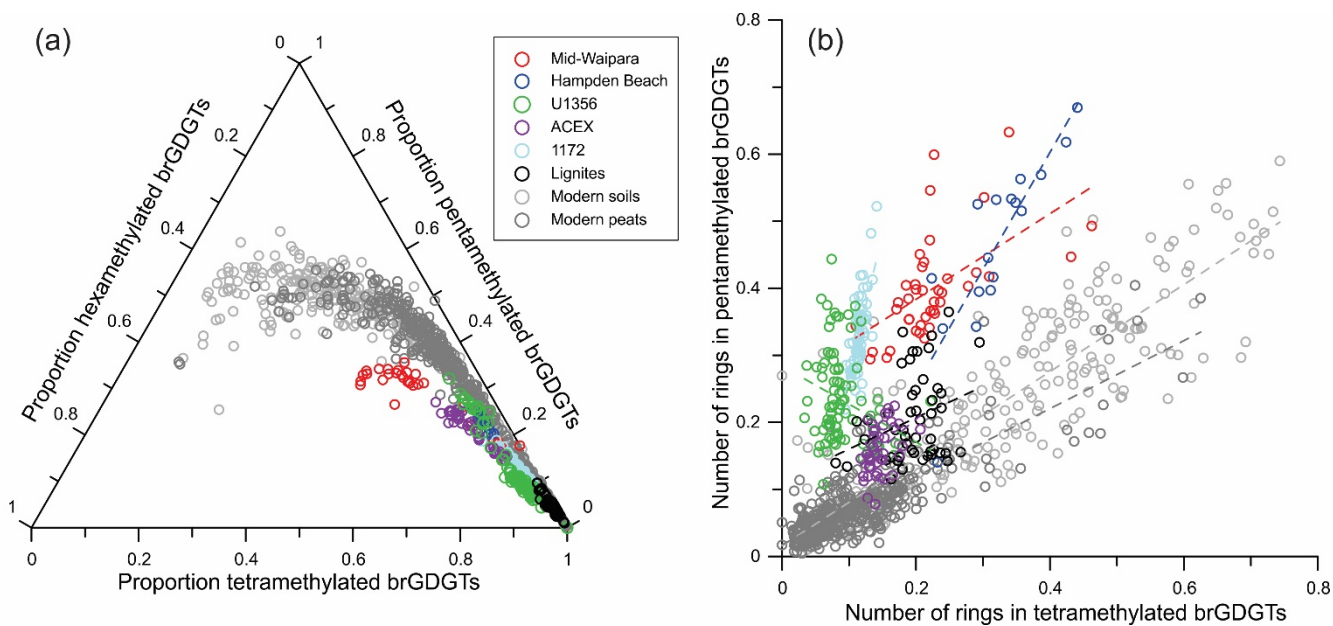 (a)
0 1
0.2 0.8
0.4 0.6
0.6 0.4
0.8 0.2
1 0
0 0.2 0.4 0.6 0.8 1
Proportion hexamethylated brGDGTs
Proportion pentamethylated brGDGTs
Proportion tetramethylated brGDGTs
Mid-Waipara
Hampden Beach
U1356
ACEX
1172
Lignites
Modern soils
Modern peats
(b)
0.8
0.6
0.4
0.2
0
0 0.2 0.4 0.6 0.8
Number of rings in pentamethylated brGDGTs
Number of rings in tetramethylated brGDGTs